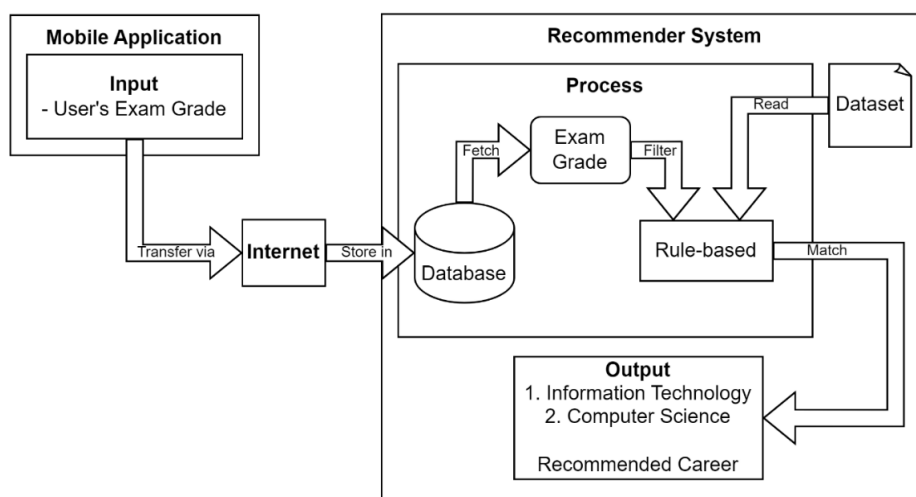 Mobile Application
Input
- User's Exam Grade
Transfer via
Internet
Store in
Recommender System
Process
Database
Fetch
Exam
Grade
Filter
Read
Dataset
Rule-based
Match
Output
1. Information Technology
2. Computer Science
Recommended Career